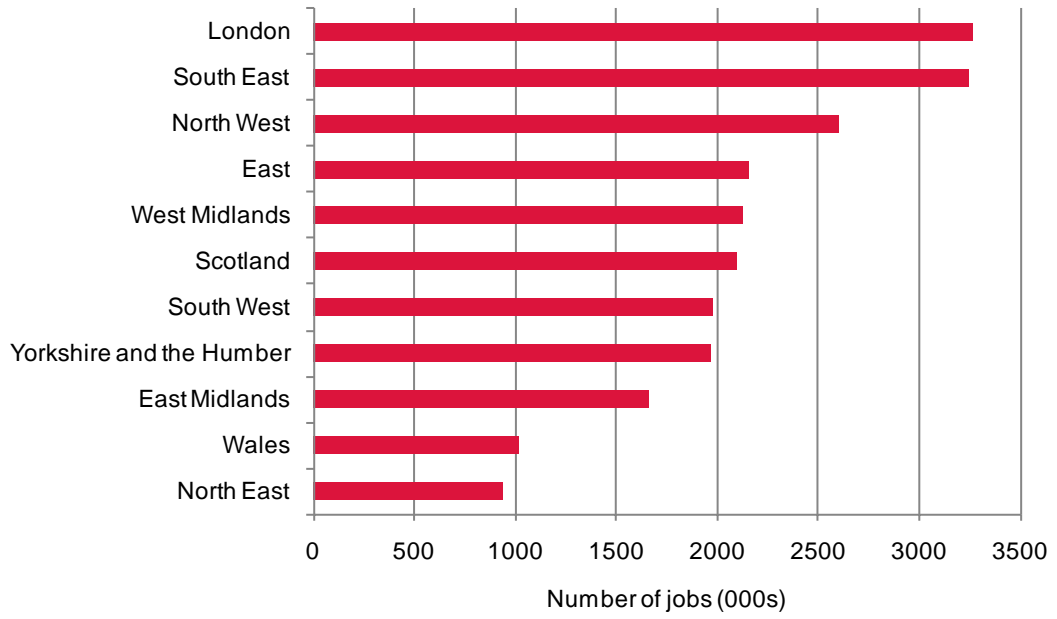 London
South East
North West
East
West Midlands
Scotland
South West
Yorkshire and the Humber
East Midlands
Wales
North East
0 500 1000 1500 2000 2500 3000 3500
Number of jobs (000s)